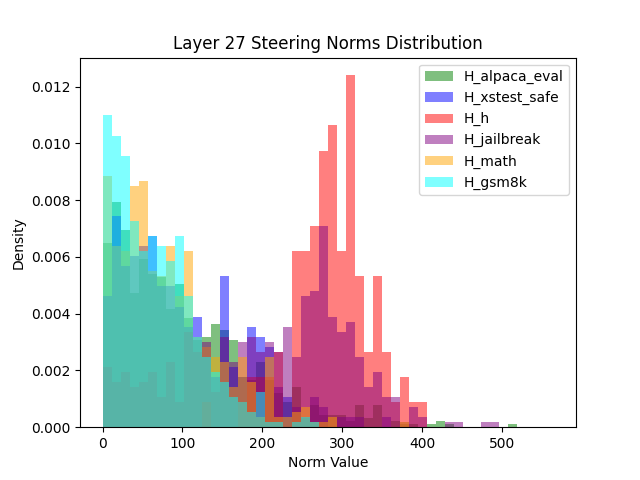 Layer 27 Steering Norms Distribution
0.012
0.010
0.008
0.006
0.004
0.002
0.000
Density
H_alpaca_eval
H_xstest_safe
H_h
H_jailbreak
H_math
H_gsm8k
0 100 200 300 400 500
Norm Value